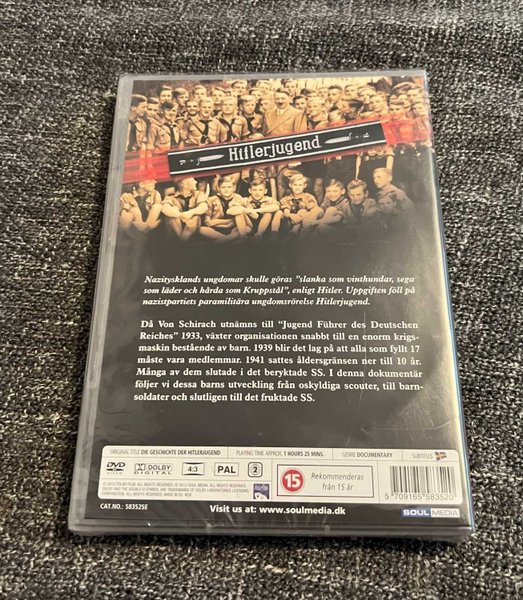 Hitlerjugend
Nazitysklands ungdomar skulle göras "slanka som vinthundar, sega
som läder och hårda som Kruppstål", enligt Hitler. Uppgiften föll på
nazistpartiets paramilitära ungdomsrörelse Hitlerjugend.
Då Von Schirach utnämns till "Jugend Führer des Deutschen
Reiches" 1933, växter organisationen snabbt till en enorm krigs-
maskin bestående av barn. 1939 blir det lag på att alla som fyllt 17
måste vara medlemmar. 1941 sattes åldersgränsen ner till 10 år.
Många av dem slutade i det beryktade SS. I denna dokumentär
följer vi dessa barns utveckling från oskyldiga scouter, till barn-
soldater och slutligen till det fruktade SS.
ORIGINAL TITLE DIE GESCHICHTE DER HITLERJUGEND PLAYING TIME APPROX. 1 HOURS 25 MINS. GENRE DOCUMENTARY SUBTITLES
DVD VIDEO DOLBY DIGITAL 4:3 PAL 2 15 Rekommenderas
från 15 år
5 709165 583520
CAT.NO.: 583525E Visit us at: www.soulmedia.dk SOUL MEDIA